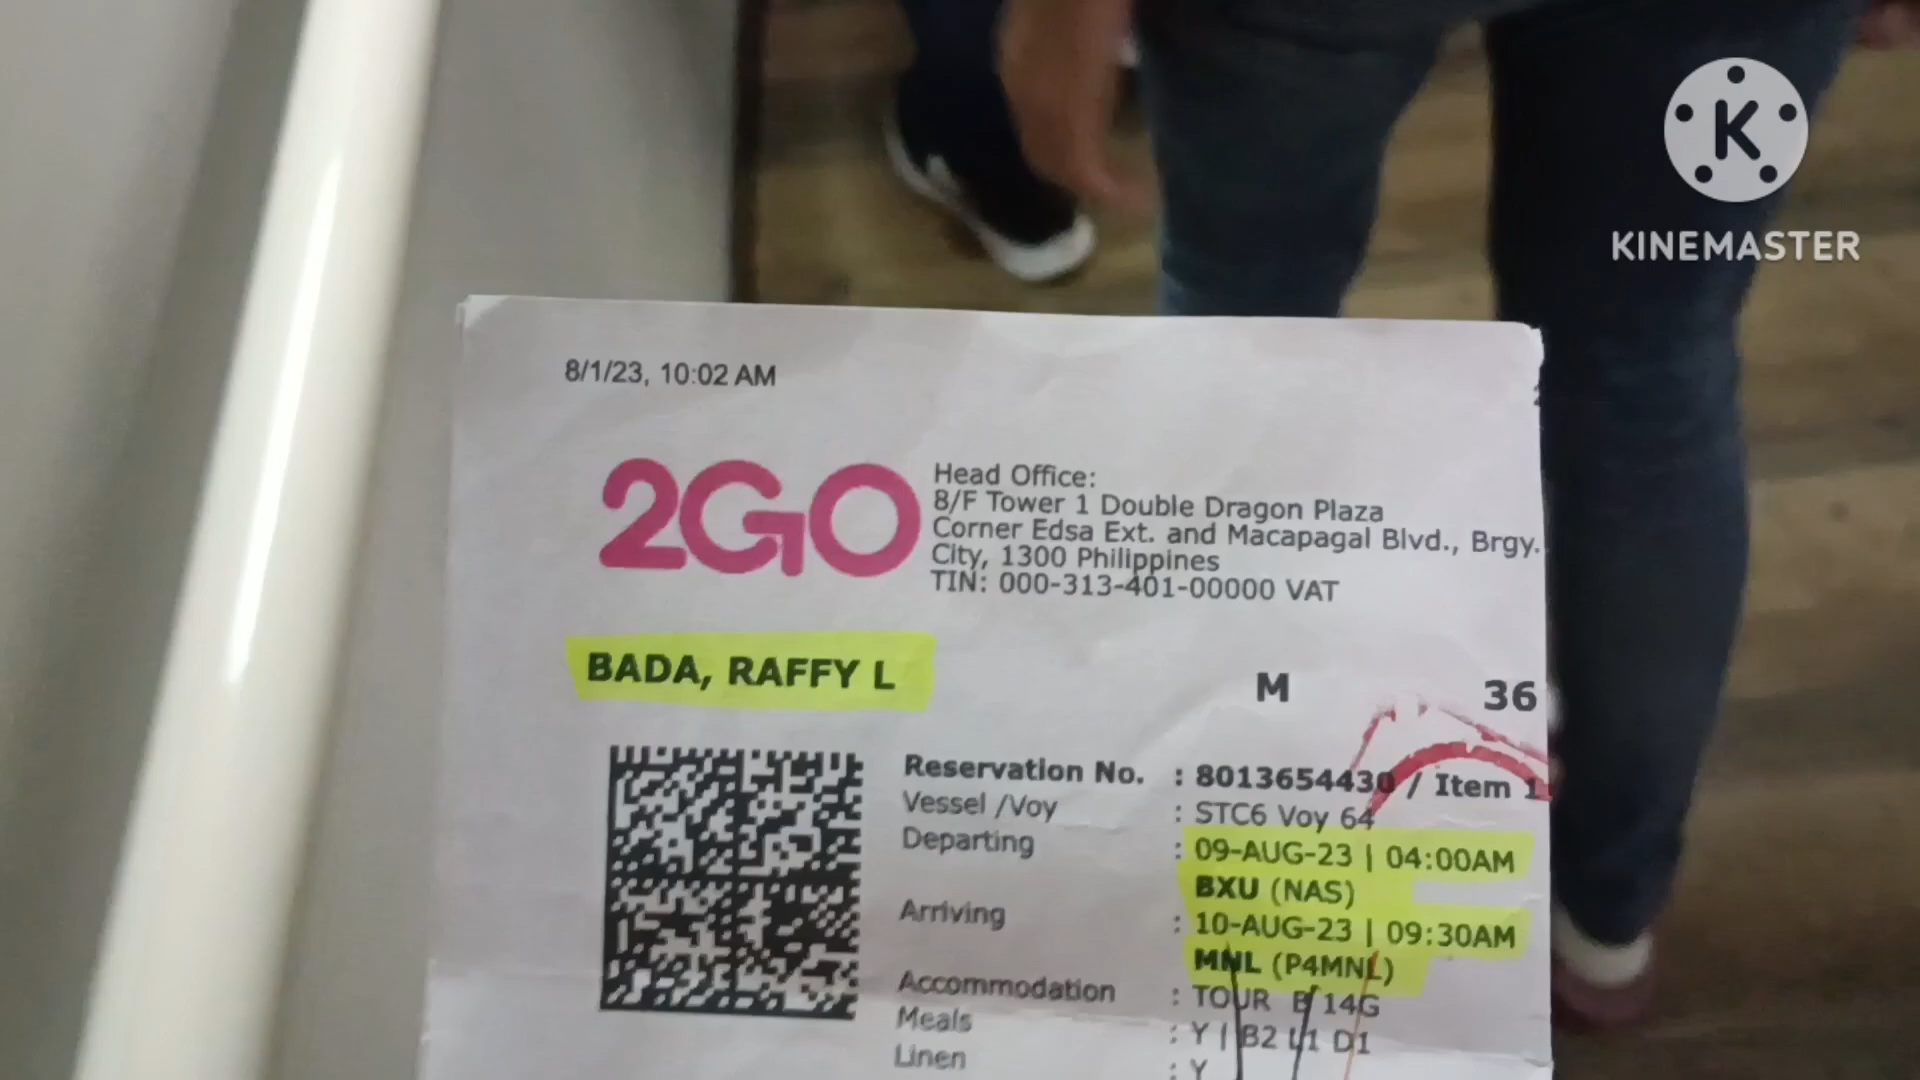 K
KINEMASTER
8/1/23, 10:02 AM
2GO
Head Office:
8/F Tower 1 Double Dragon Plaza
Corner Edsa Ext. and Macapagal Blvd., Brgy.
City, 1300 Philippines
TIN: 000-313-401-00000 VAT
BADA, RAFFY L M 36
Reservation No. : 8013654430 / Item 1
Vessel /Voy : STC6 Voy 64
Departing : 09-AUG-23 | 04:00AM
BXU (NAS)
Arriving : 10-AUG-23 | 09:30AM
MNL (P4MNL)
Accommodation : TOUR B 14G
Meals : Y | B2 L1 D1
Linen : Y